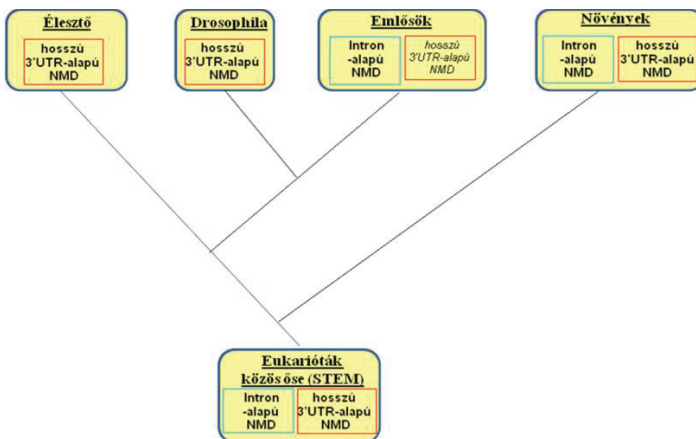 Élesztő
hosszú
3'UTR-alapú
NMD
Drosophila
hosszú
3'UTR-alapú
NMD
Emlősök
Intron
-alapú
NMD
hosszú
3'UTR-alapú
NMD
Növények
Intron
-alapú
NMD
hosszú
3'UTR-alapú
NMD
Eukarióták
közös őse (STEM)
Intron
-alapú
NMD
hosszú
3'UTR-alapú
NMD